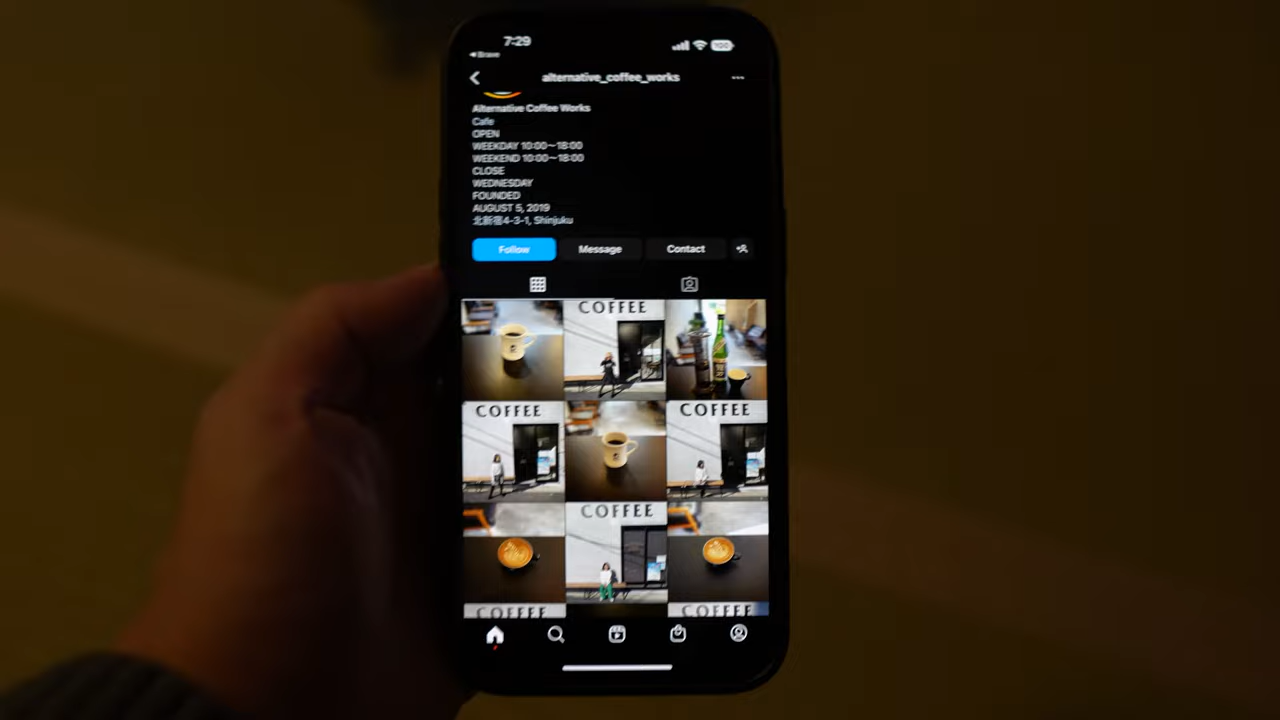 7:29
100
◀ Brave
alternative_coffee_works
Alternative Coffee Works
Cafe
OPEN
WEEKDAY 10:00~18:00
WEEKEND 10:00~18:00
CLOSE
WEDNESDAY
FOUNDED
AUGUST 5, 2019
北新宿4-3-1, Shinjuku
Follow
Message
Contact
COFFEE
COFFEE
COFFEE
COFFEE
COFFEE
COFFEE